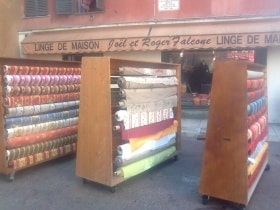 LINGE DE MAISON Joël et Roger Falcone LINGE DE MAISON